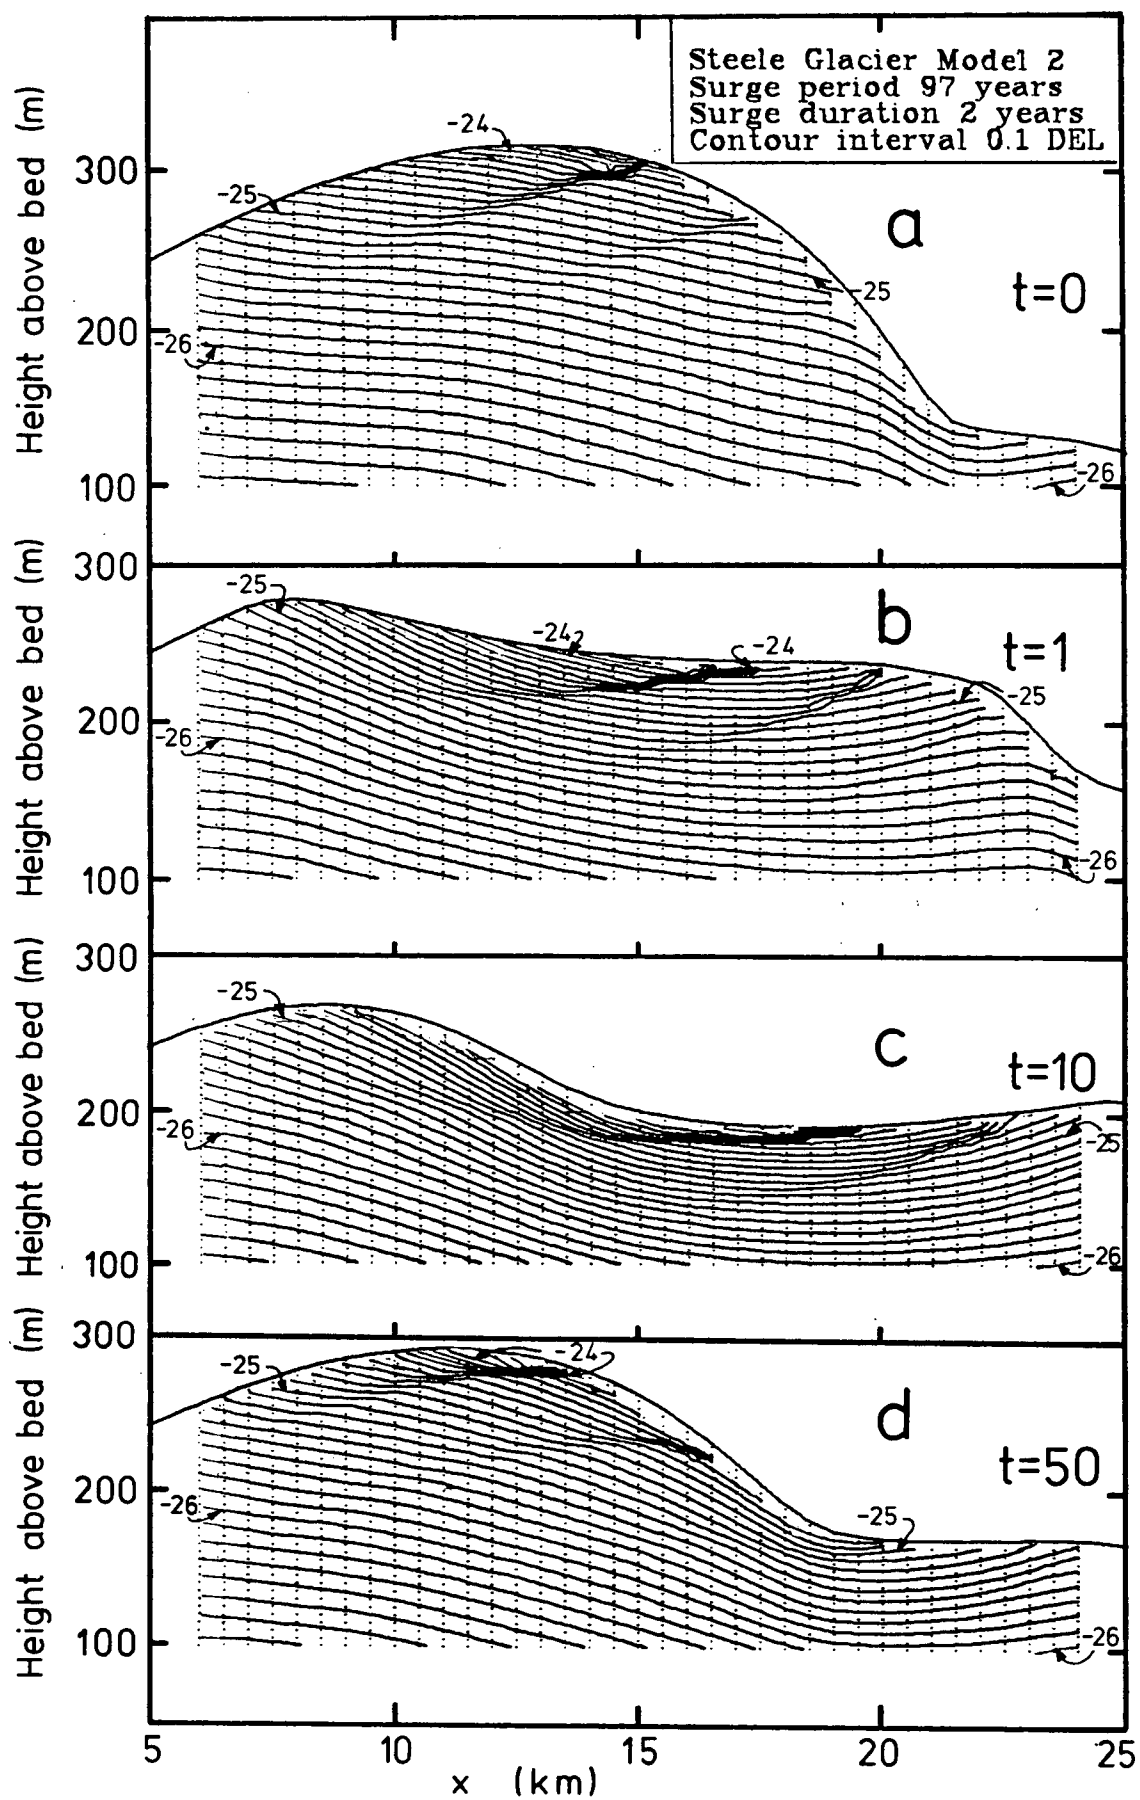 Steele Glacier Model 2
Surge period 97 years
Surge duration 2 years
Contour interval 0.1 DEL
Height above bed (m)
300
200
100
-24
-25
-26
-25
-26
a
t=0
Height above bed (m)
300
200
100
-25
-24
-24
-25
-26
-26
b
t=1
Height above bed (m)
300
200
100
-25
-26
-25
-26
c
t=10
Height above bed (m)
300
200
100
-25
-24
-26
-25
-26
d
t=50
5
10
15
20
25
x (km)